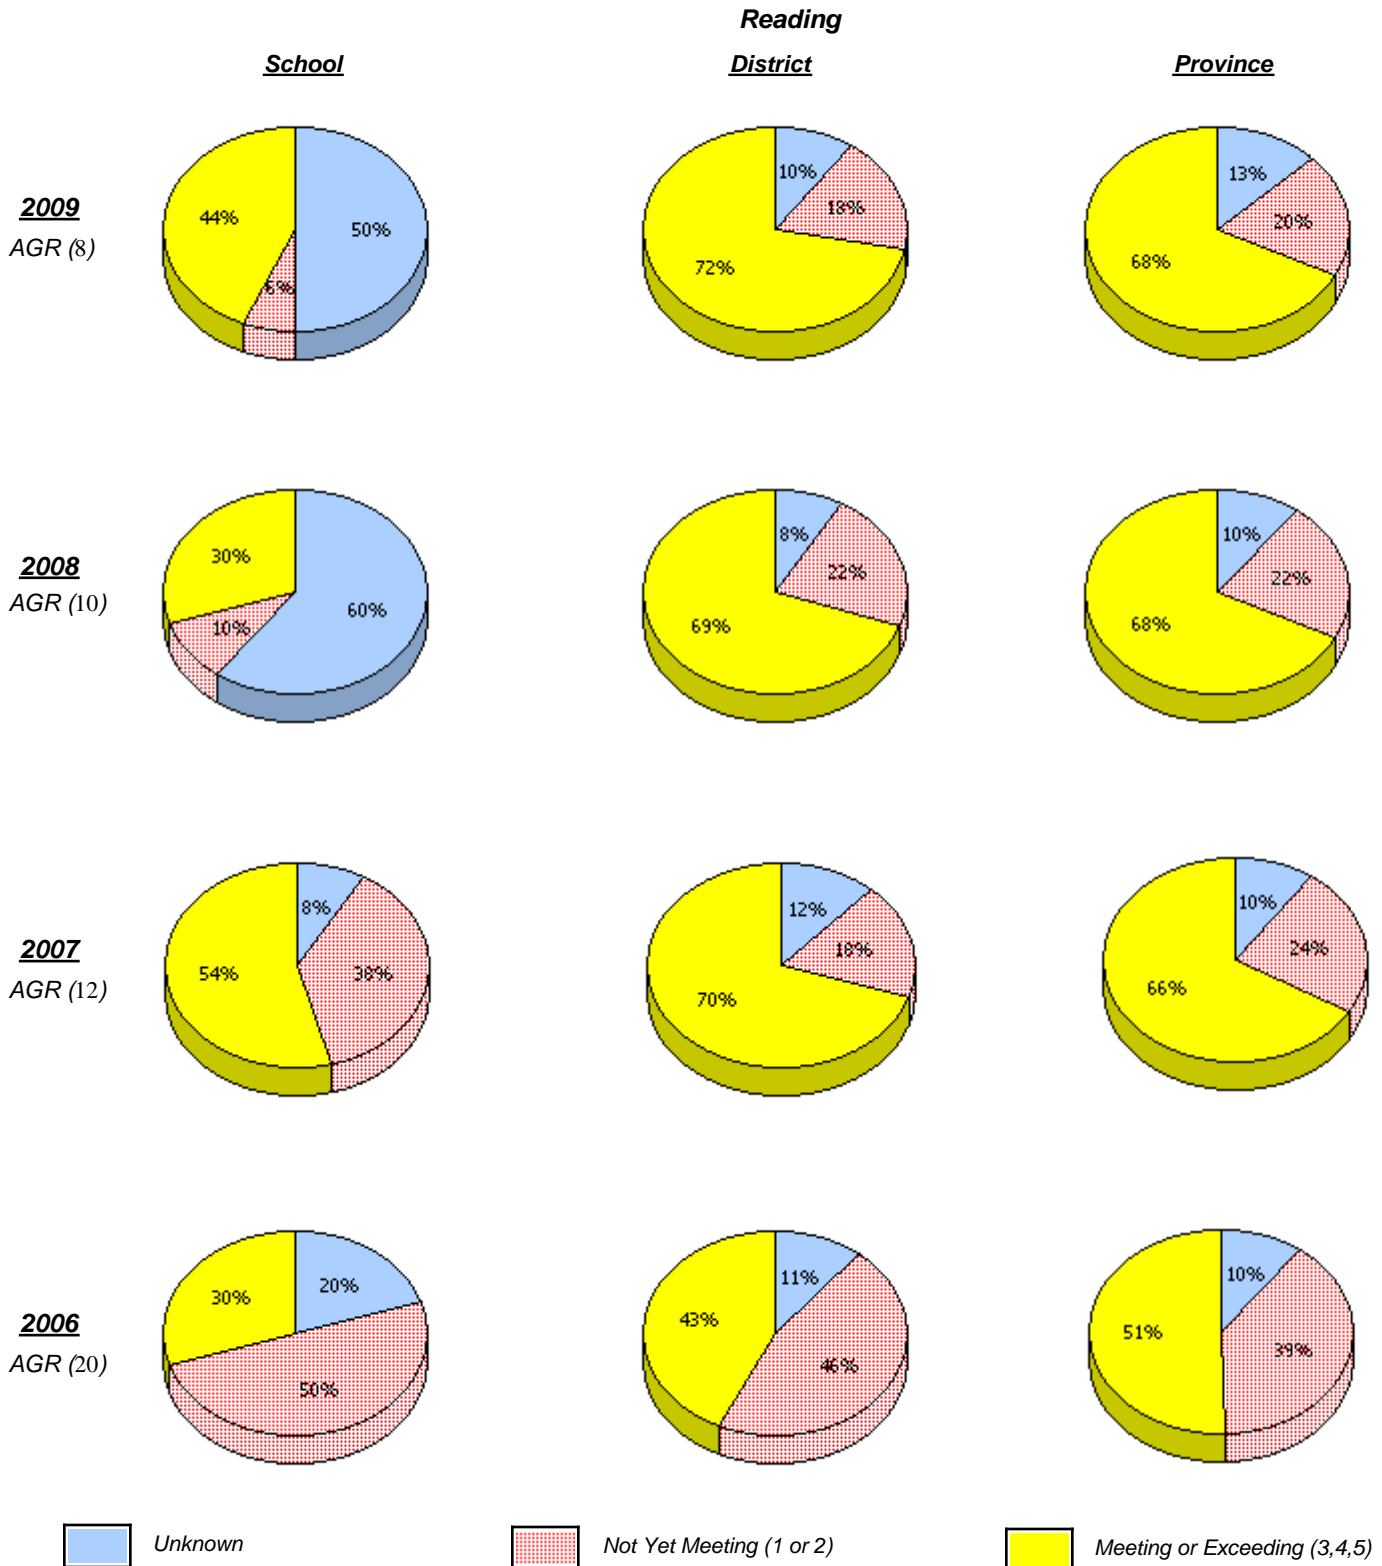 Reading
School District Province
2009
AGR (8)
44% 50% 6%
10% 18% 72%
13% 20% 68%
2008
AGR (10)
30% 60% 10%
8% 22% 69%
10% 22% 68%
2007
AGR (12)
8% 54% 38%
12% 18% 70%
10% 24% 66%
2006
AGR (20)
20% 30% 50%
11% 43% 46%
10% 51% 39%
Unknown Not Yet Meeting (1 or 2) Meeting or Exceeding (3,4,5)